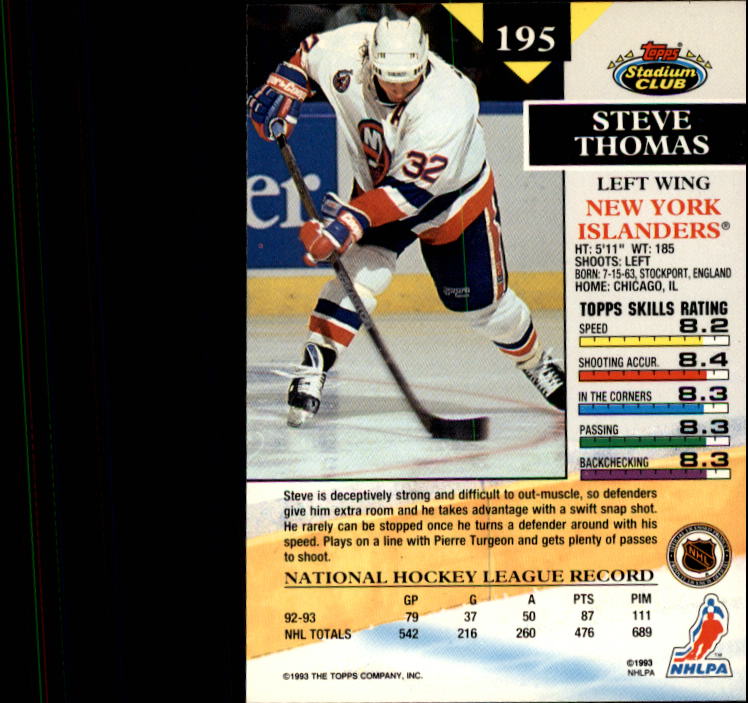 195
Topps
Stadium
CLUB
STEVE
THOMAS
LEFT WING
NEW YORK
ISLANDERS®
HT: 5'11" WT: 185
SHOOTS: LEFT
BORN: 7-15-63, STOCKPORT, ENGLAND
HOME: CHICAGO, IL
TOPPS SKILLS RATING
SPEED 8.2
SHOOTING ACCUR. 8.4
IN THE CORNERS 8.3
PASSING 8.3
BACKCHECKING 8.3
er
32
Steve is deceptively strong and difficult to out-muscle, so defenders
give him extra room and he takes advantage with a swift snap shot.
He rarely can be stopped once he turns a defender around with his
speed. Plays on a line with Pierre Turgeon and gets plenty of passes
to shoot.
NATIONAL HOCKEY LEAGUE RECORD
GP G A PTS PIM
92-93 79 37 50 87 111
NHL TOTALS 542 216 260 476 689
NHL
©1993 THE TOPPS COMPANY, INC.
©1993
NHLPA
NHLPA